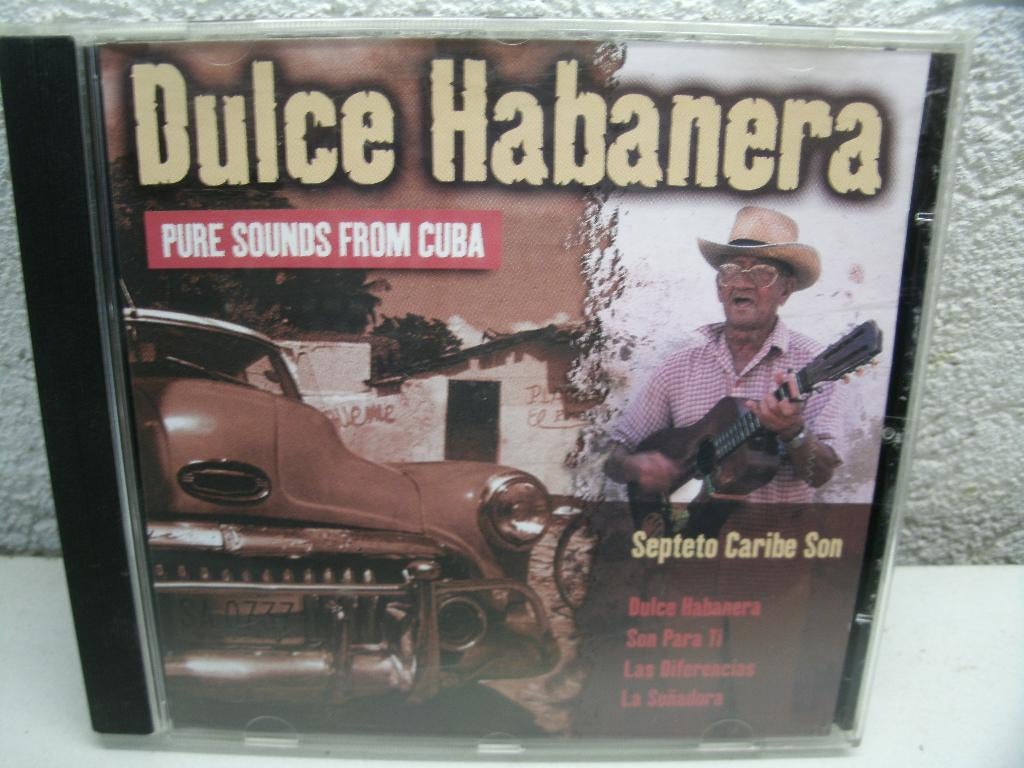 Dulce Habanera
PURE SOUNDS FROM CUBA
Septeto Caribe Son
Dulce Habanera
Son Para Ti
Las Diferencias
La Soñadora